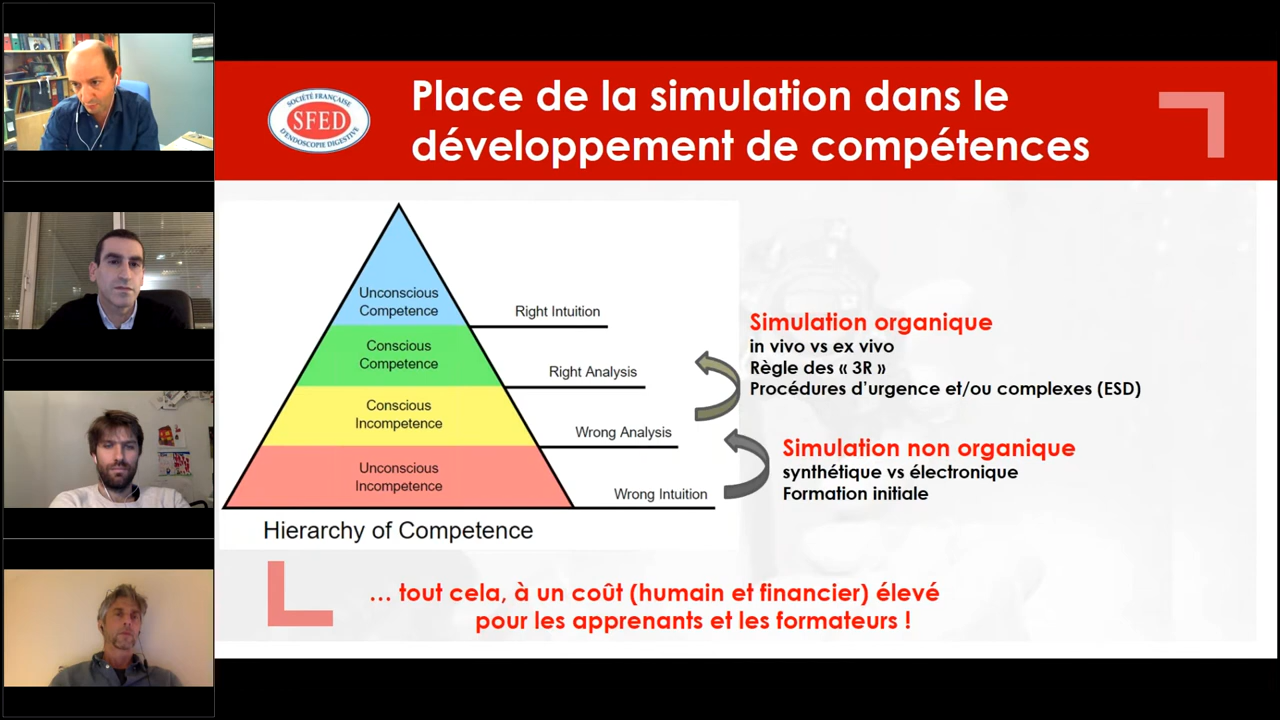 SOCIÉTÉ FRANÇAISE
SFED
D'ENDOSCOPIE DIGESTIVE
Place de la simulation dans le
développement de compétences
Unconscious
Competence
Right Intuition
Conscious
Competence
Right Analysis
Conscious
Incompetence
Wrong Analysis
Unconscious
Incompetence
Wrong Intuition
Hierarchy of Competence
Simulation organique
in vivo vs ex vivo
Règle des « 3R »
Procédures d'urgence et/ou complexes (ESD)
Simulation non organique
synthétique vs électronique
Formation initiale
… tout cela, à un coût (humain et financier) élevé
pour les apprenants et les formateurs !